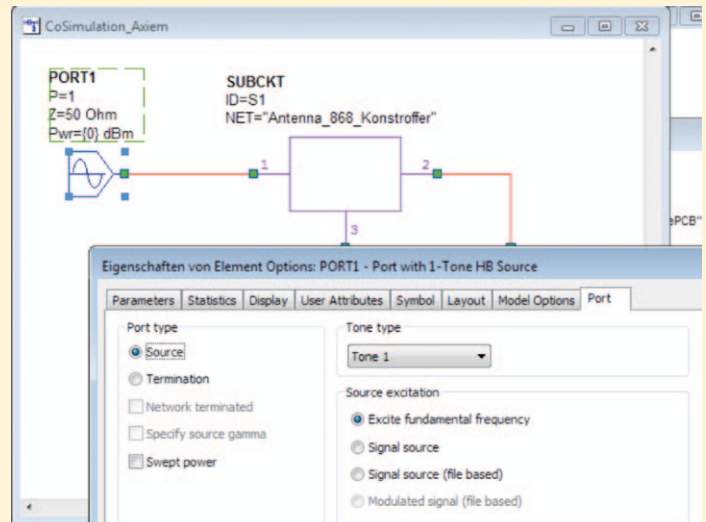 CoSimulation_Axiem
PORT1
P=1
Z=50 Ohm
Pwr={0} dBm
SUBCKT
ID=S1
NET="Antenna_868_Konstroffer"
1
2
3
ePCB"
Eigenschaften von Element Options: PORT1 - Port with 1-Tone HB Source
Parameters Statistics Display User Attributes Symbol Layout Model Options Port
Port type
Source
Termination
Network terminated
Specify source gamma
Swept power
Tone type
Tone 1
Source excitation
Excite fundamental frequency
Signal source
Signal source (file based)
Modulated signal (file based)